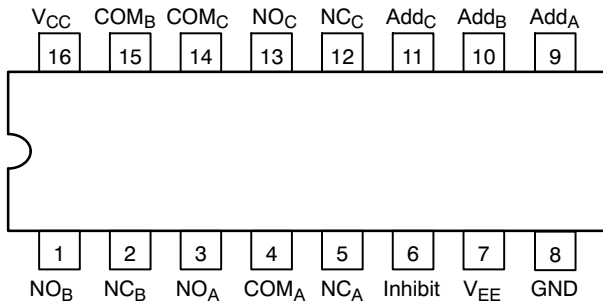 VCC COMB COMC NOC NCC AddC AddB AddA
16 15 14 13 12 11 10 9
1 2 3 4 5 6 7 8
NOB NCB NOA COMA NCA Inhibit VEE GND